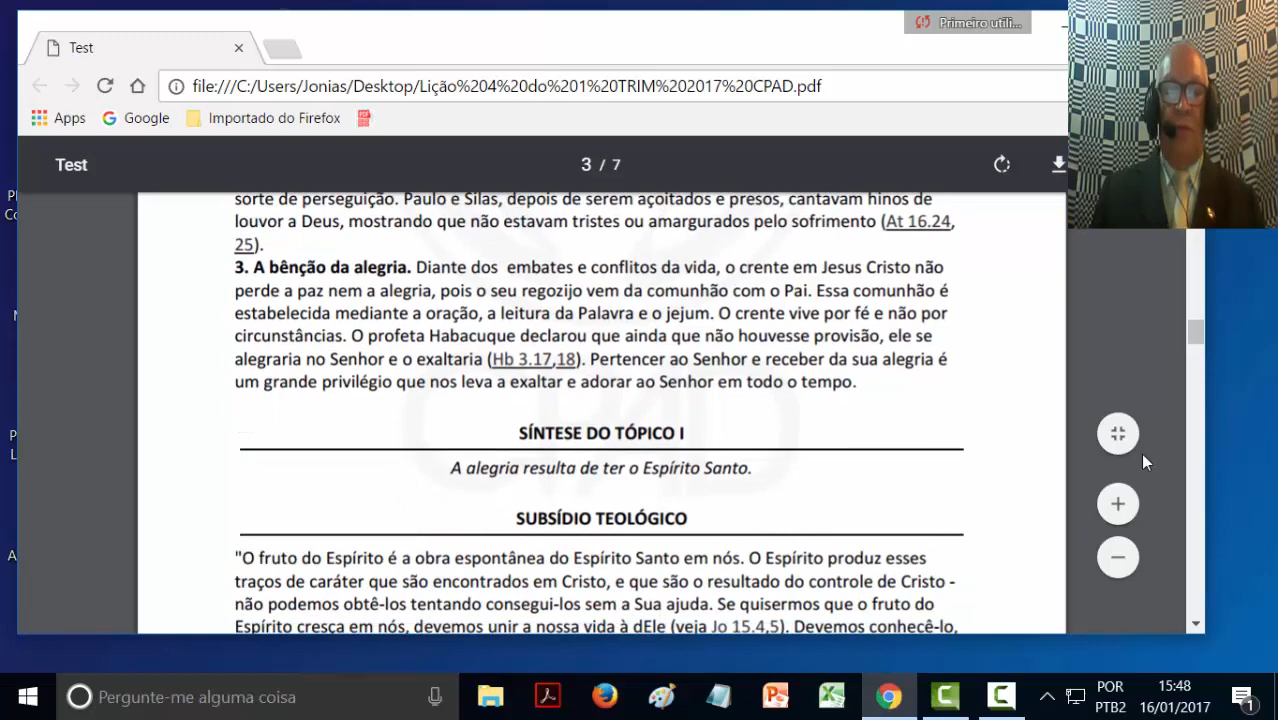 Primeiro utili...
Test
file:///C:/Users/Jonias/Desktop/Lição%204%20do%201%20TRIM%202017%20CPAD.pdf
Apps
Google
Importado do Firefox
Test
3 / 7
sorte de perseguição. Paulo e Silas, depois de serem açoitados e presos, cantavam hinos de
louvor a Deus, mostrando que não estavam tristes ou amargurados pelo sofrimento (At 16.24,
25).
3. A bênção da alegria. Diante dos embates e conflitos da vida, o crente em Jesus Cristo não
perde a paz nem a alegria, pois o seu regozijo vem da comunhão com o Pai. Essa comunhão é
estabelecida mediante a oração, a leitura da Palavra e o jejum. O crente vive por fé e não por
circunstâncias. O profeta Habacuque declarou que ainda que não houvesse provisão, ele se
alegraria no Senhor e o exaltaria (Hb 3.17,18). Pertencer ao Senhor e receber da sua alegria é
um grande privilégio que nos leva a exaltar e adorar ao Senhor em todo o tempo.
CPAD
SÍNTESE DO TÓPICO I
A alegria resulta de ter o Espírito Santo.
SUBSÍDIO TEOLÓGICO
"O fruto do Espírito é a obra espontânea do Espírito Santo em nós. O Espírito produz esses
traços de caráter que são encontrados em Cristo, e que são o resultado do controle de Cristo -
não podemos obtê-los tentando consegui-los sem a Sua ajuda. Se quisermos que o fruto do
Espírito cresça em nós, devemos unir a nossa vida à dEle (veja Jo 15.4,5). Devemos conhecê-lo,
Pergunte-me alguma coisa
POR
PTB2
15:48
16/01/2017
1